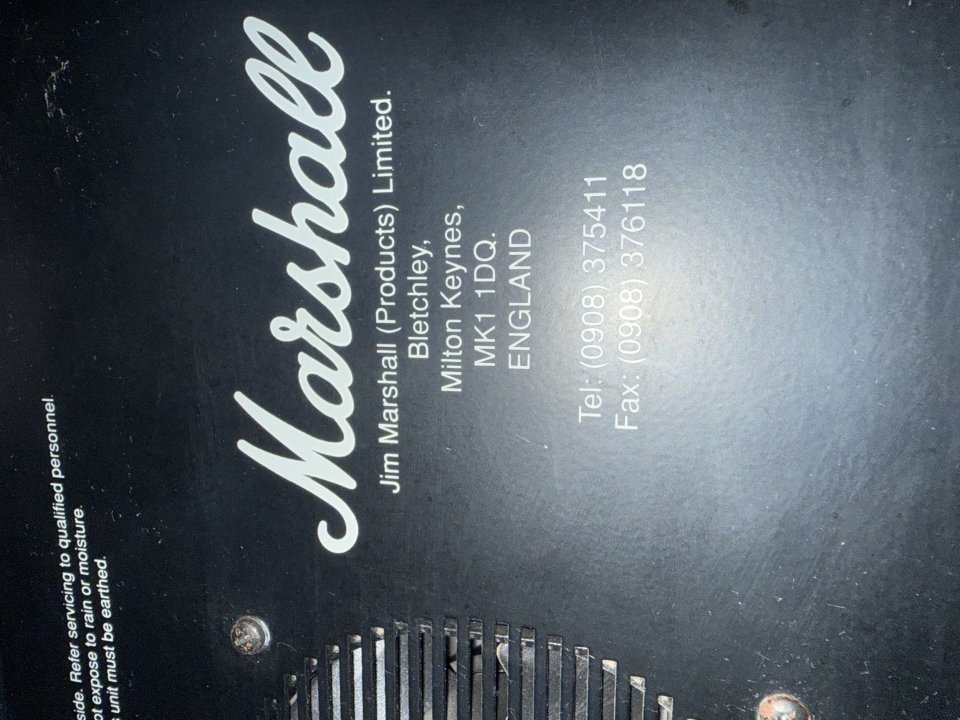 side. Refer servicing to qualified personnel.
expose to rain or moisture.
unit must be earthed.
Marshall
Jim Marshall (Products) Limited.
Bletchley,
Milton Keynes,
MK1 1DQ.
ENGLAND
Tel: (0908) 375411
Fax: (0908) 376118